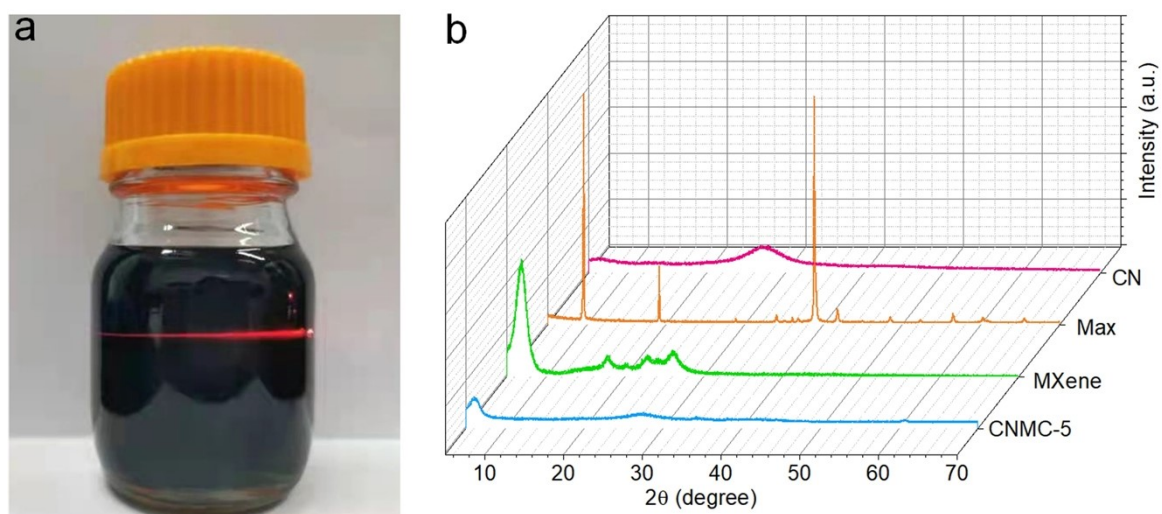 a
b
Intensity (a.u.)
CN
Max
MXene
CNMC-5
10 20 30 40 50 60 70
2θ (degree)